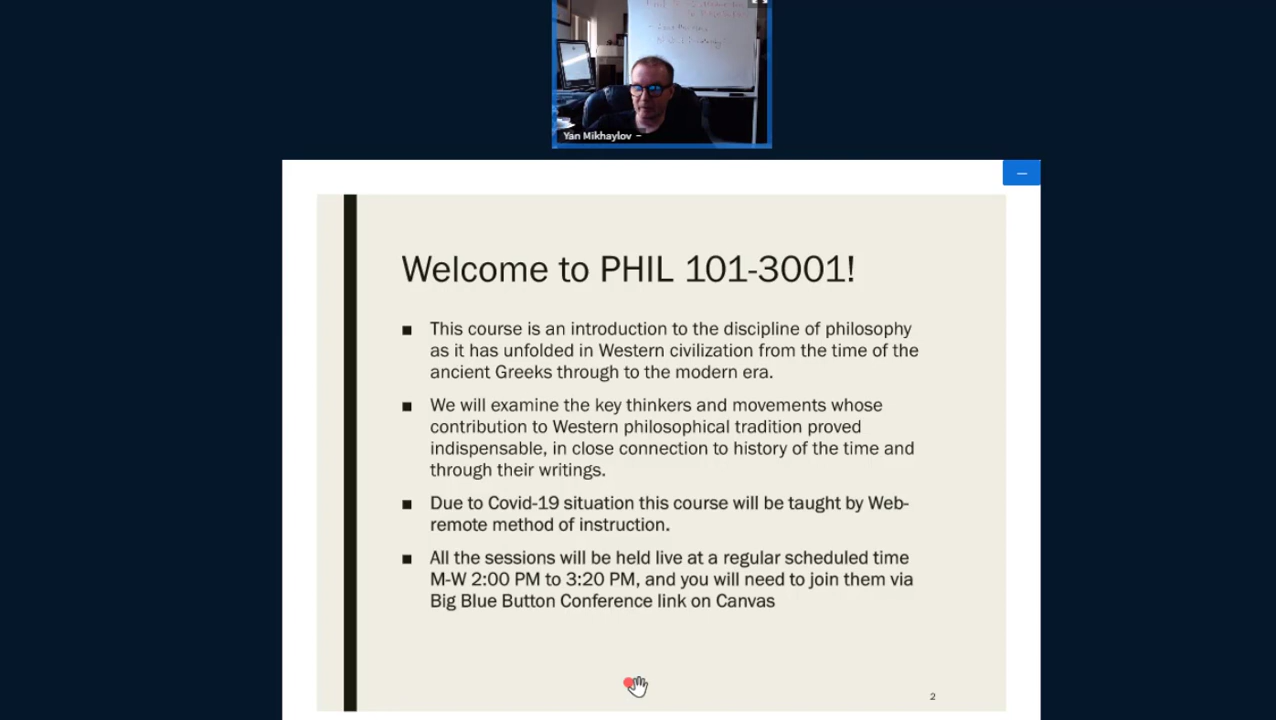 Yan Mikhaylov
Welcome to PHIL 101-3001!
■ This course is an introduction to the discipline of philosophy
as it has unfolded in Western civilization from the time of the
ancient Greeks through to the modern era.
■ We will examine the key thinkers and movements whose
contribution to Western philosophical tradition proved
indispensable, in close connection to history of the time and
through their writings.
■ Due to Covid-19 situation this course will be taught by Web-
remote method of instruction.
■ All the sessions will be held live at a regular scheduled time
M-W 2:00 PM to 3:20 PM, and you will need to join them via
Big Blue Button Conference link on Canvas
2